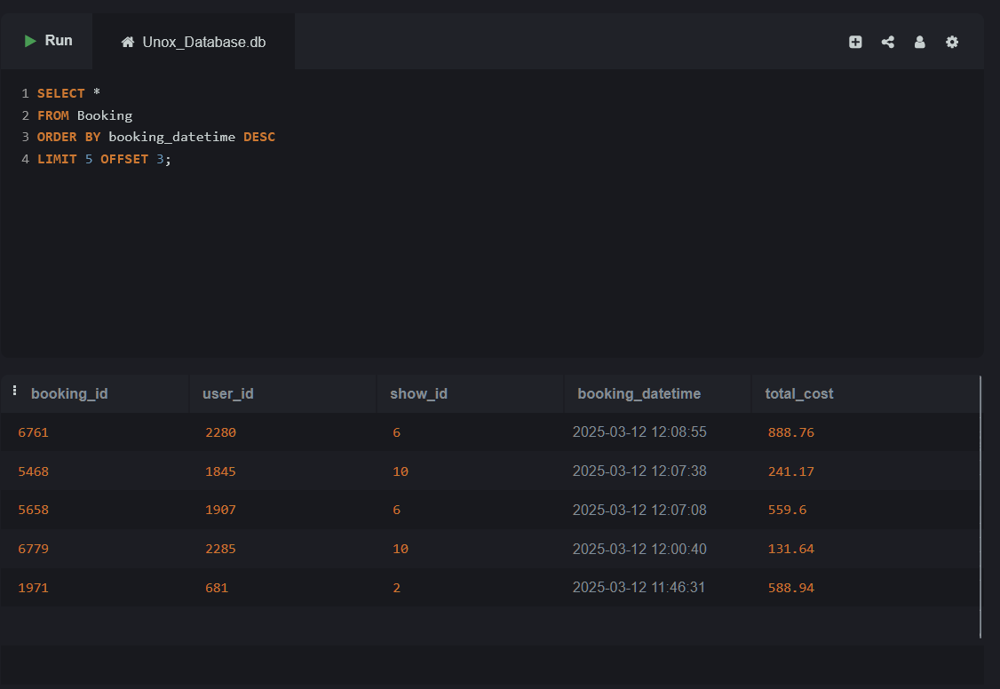 Run
Unox_Database.db
1 SELECT *
2 FROM Booking
3 ORDER BY booking_datetime DESC
4 LIMIT 5 OFFSET 3;
booking_id user_id show_id booking_datetime total_cost
6761 2280 6 2025-03-12 12:08:55 888.76
5468 1845 10 2025-03-12 12:07:38 241.17
5658 1907 6 2025-03-12 12:07:08 559.6
6779 2285 10 2025-03-12 12:00:40 131.64
1971 681 2 2025-03-12 11:46:31 588.94